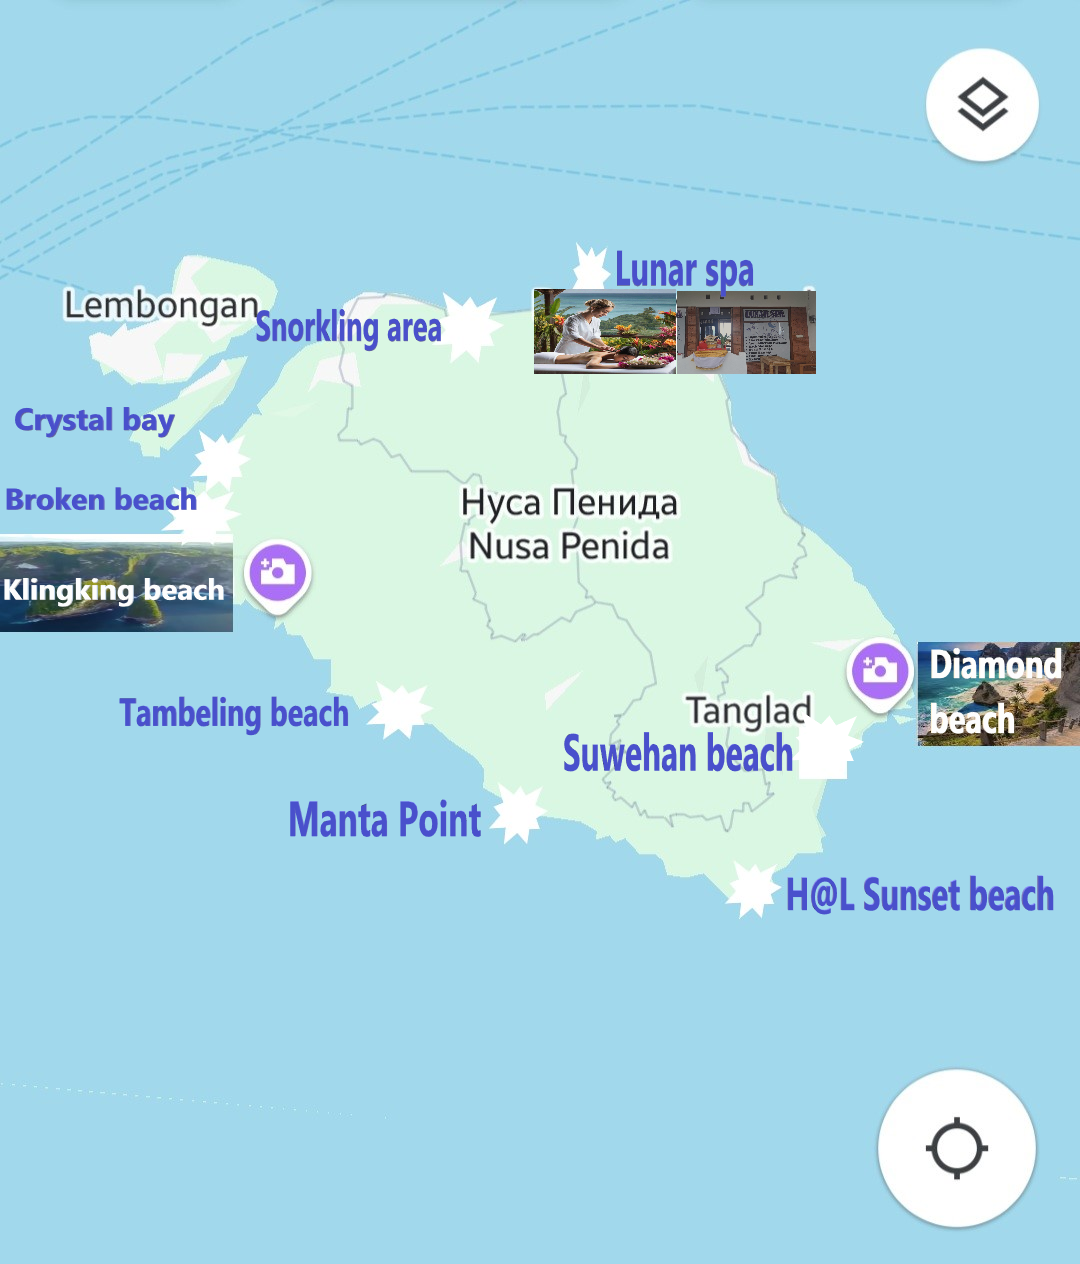 Lunar spa
Lembongan
Snorkling area
Crystal bay
Broken beach
Нуса Пенида
Nusa Penida
Klingking beach
Diamond
beach
Tambeling beach
Tanglad
Suwehan beach
Manta Point
H@L Sunset beach